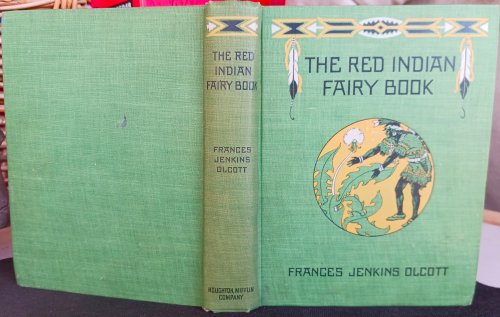 THE RED
INDIAN
FAIRY BOOK
FRANCES
JENKINS
OLCOTT
HOUGHTON MIFFLIN
COMPANY
THE RED INDIAN
FAIRY BOOK
FRANCES JENKINS OLCOTT